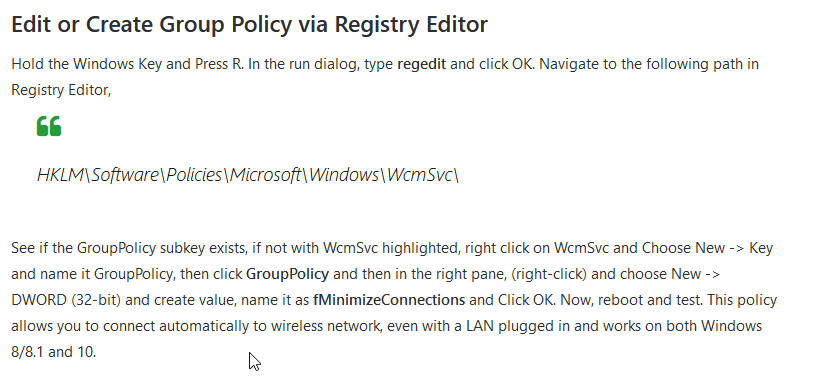 Edit or Create Group Policy via Registry Editor
Hold the Windows Key and Press R. In the run dialog, type regedit and click OK. Navigate to the following path in
Registry Editor,
HKLM\Software\Policies\Microsoft\Windows\WcmSvc\
See if the GroupPolicy subkey exists, if not with WcmSvc highlighted, right click on WcmSvc and Choose New -> Key
and name it GroupPolicy, then click GroupPolicy and then in the right pane, (right-click) and choose New ->
DWORD (32-bit) and create value, name it as fMinimizeConnections and Click OK. Now, reboot and test. This policy
allows you to connect automatically to wireless network, even with a LAN plugged in and works on both Windows
8/8.1 and 10.